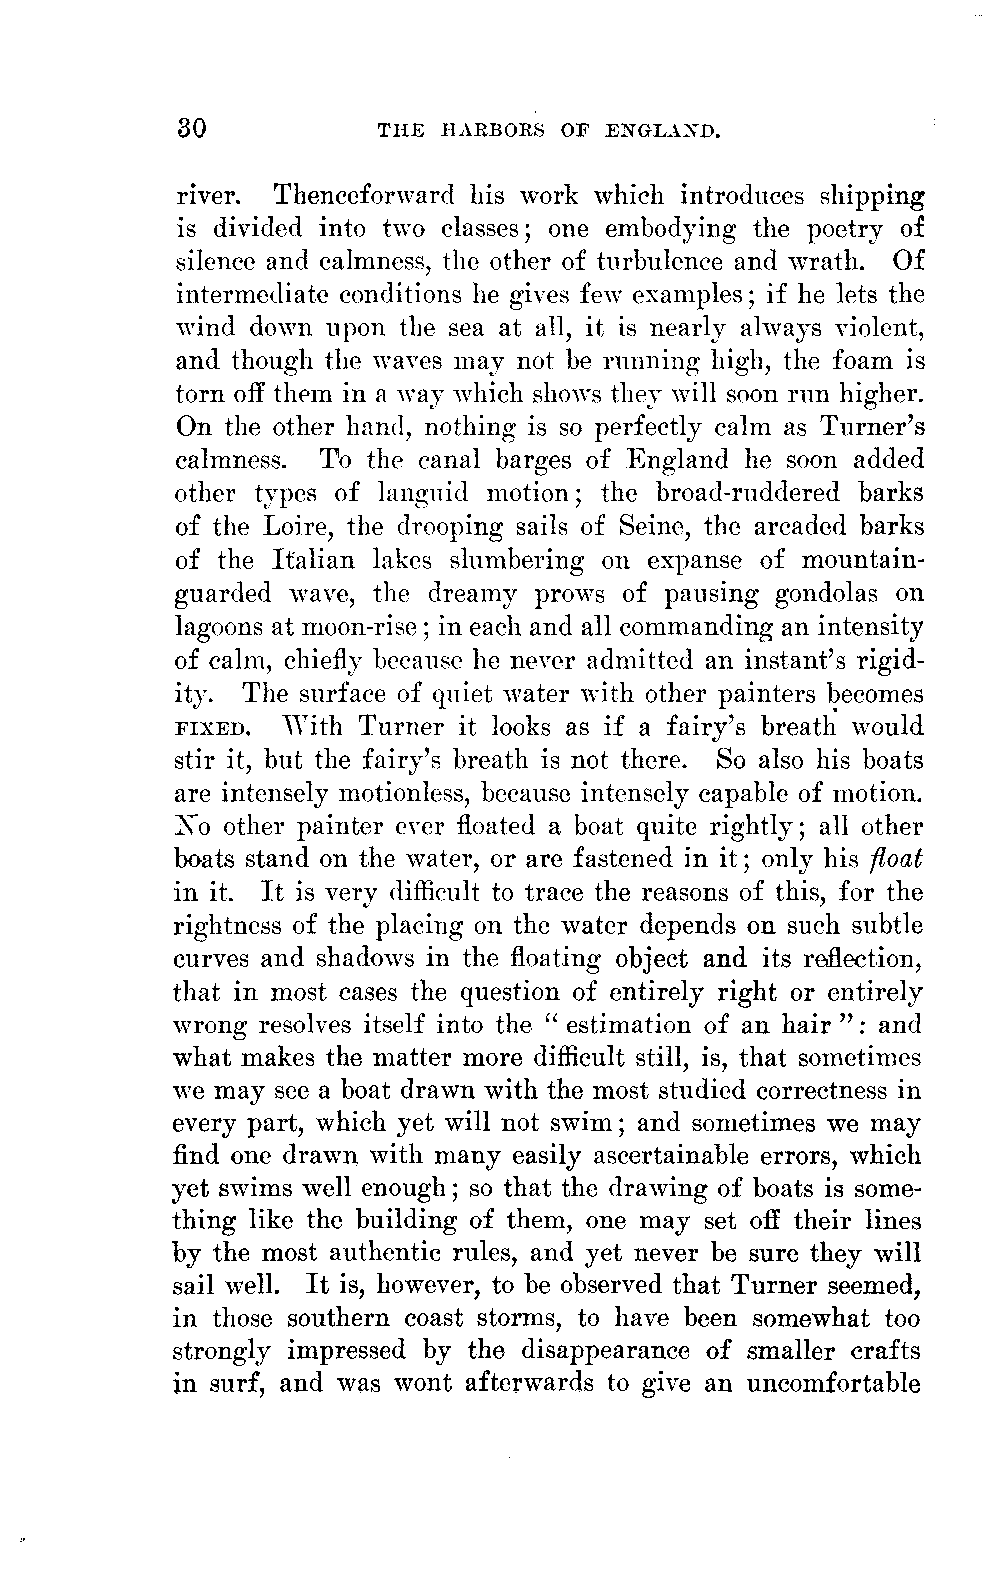 30 THE HARBORS OF ENGLAND.
river. Thenceforward his work which introduces shipping
is divided into two classes; one embodying the poetry of
silence and calmness, the other of turbulence and wrath. Of
intermediate conditions he gives few examples; if he lets the
wind down upon the sea at all, it is nearly always violent,
and though the waves may not be running high, the foam is
torn off them in a way which shows they will soon run higher.
On the other hand, nothing is so perfectly calm as Turner's
calmness. To the canal barges of England he soon added
other types of languid motion; the broad-ruddered barks
of the Loire, the drooping sails of Seine, the arcaded barks
of the Italian lakes slumbering on expanse of mountain-
guarded wave, the dreamy prows of pausing gondolas on
lagoons at moon-rise; in each and all commanding an intensity
of calm, chiefly because he never admitted an instant's rigid-
ity. The surface of quiet water with other painters becomes
FIXED. With Turner it looks as if a fairy's breath would
stir it, but the fairy's breath is not there. So also his boats
are intensely motionless, because intensely capable of motion.
No other painter ever floated a boat quite rightly; all other
boats stand on the water, or are fastened in it; only his float
in it. It is very difficult to trace the reasons of this, for the
rightness of the placing on the water depends on such subtle
curves and shadows in the floating object and its reflection,
that in most cases the question of entirely right or entirely
wrong resolves itself into the “estimation of an hair”: and
what makes the matter more difficult still, is, that sometimes
we may see a boat drawn with the most studied correctness in
every part, which yet will not swim; and sometimes we may
find one drawn with many easily ascertainable errors, which
yet swims well enough; so that the drawing of boats is some-
thing like the building of them, one may set off their lines
by the most authentic rules, and yet never be sure they will
sail well. It is, however, to be observed that Turner seemed,
in those southern coast storms, to have been somewhat too
strongly impressed by the disappearance of smaller crafts
in surf, and was wont afterwards to give an uncomfortable